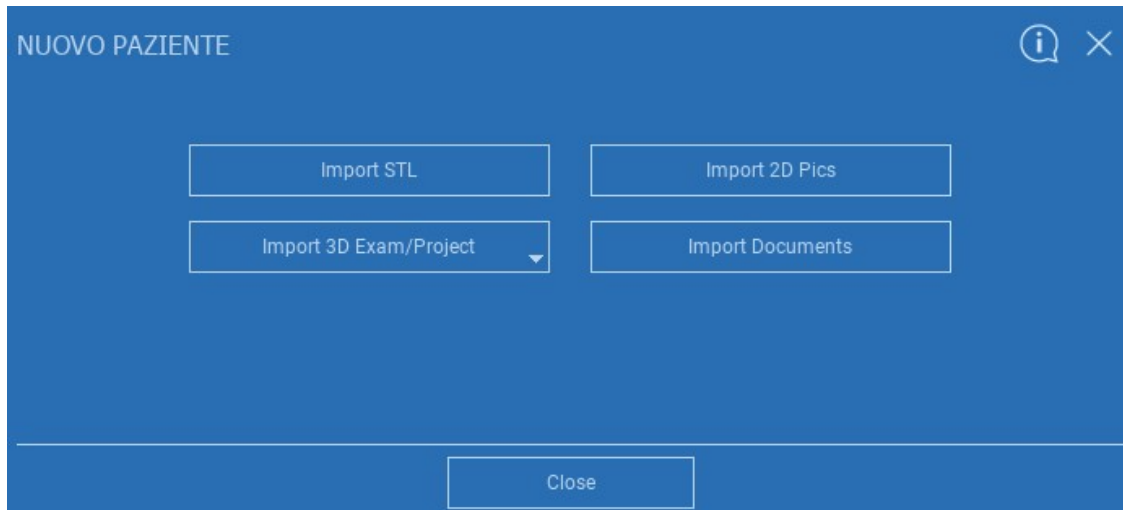 NUOVO PAZIENTE
Import STL
Import 2D Pics
Import 3D Exam/Project
Import Documents
Close